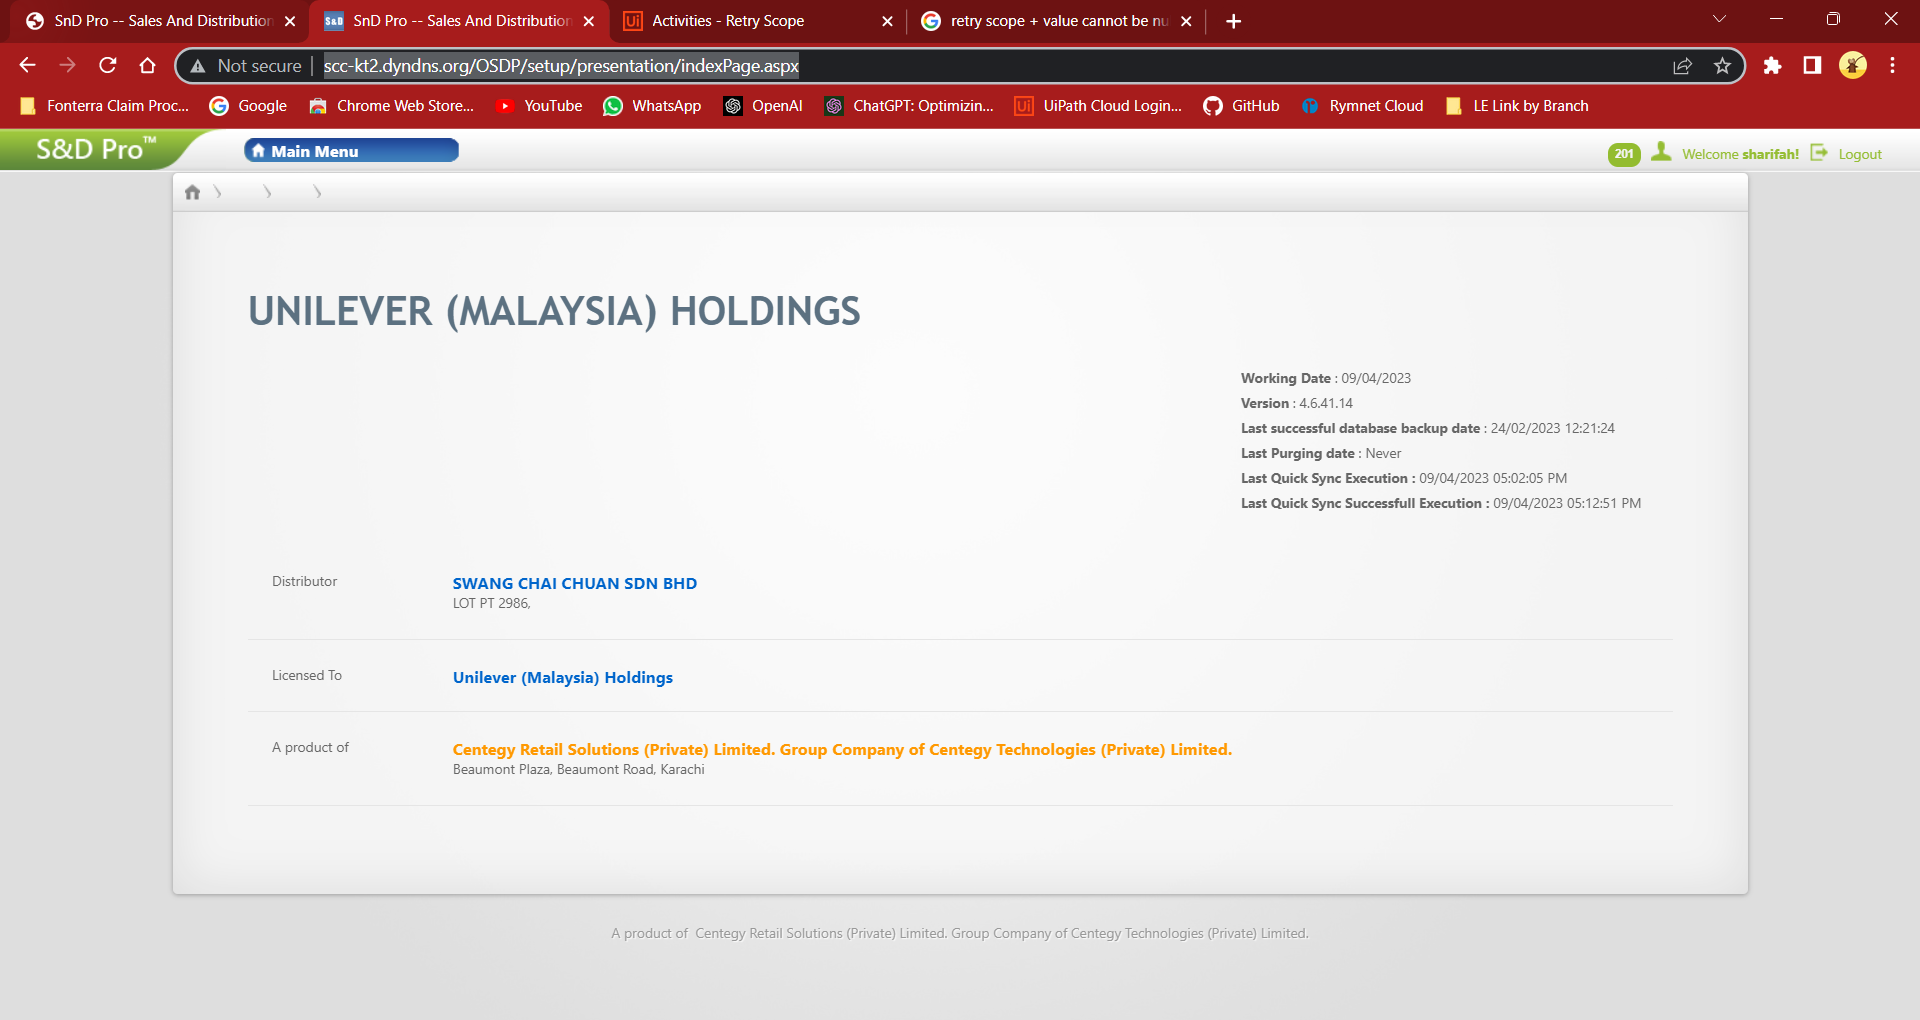 SnD Pro -- Sales And Distribution
SnD Pro -- Sales And Distribution
Activities - Retry Scope
retry scope + value cannot be nu
Not secure
scc-kt2.dyndns.org/OSDP/setup/presentation/indexPage.aspx
Fonterra Claim Proc...
Google
Chrome Web Store...
YouTube
WhatsApp
OpenAI
ChatGPT: Optimizin...
UiPath Cloud Login...
GitHub
Rymnet Cloud
LE Link by Branch
S&D Pro™
Main Menu
201
Welcome sharifah!
Logout
UNILEVER (MALAYSIA) HOLDINGS
Working Date : 09/04/2023
Version : 4.6.41.14
Last successful database backup date : 24/02/2023 12:21:24
Last Purging date : Never
Last Quick Sync Execution : 09/04/2023 05:02:05 PM
Last Quick Sync Successfull Execution : 09/04/2023 05:12:51 PM
Distributor
SWANG CHAI CHUAN SDN BHD
LOT PT 2986,
Licensed To
Unilever (Malaysia) Holdings
A product of
Centegy Retail Solutions (Private) Limited. Group Company of Centegy Technologies (Private) Limited.
Beaumont Plaza, Beaumont Road, Karachi
A product of Centegy Retail Solutions (Private) Limited. Group Company of Centegy Technologies (Private) Limited.